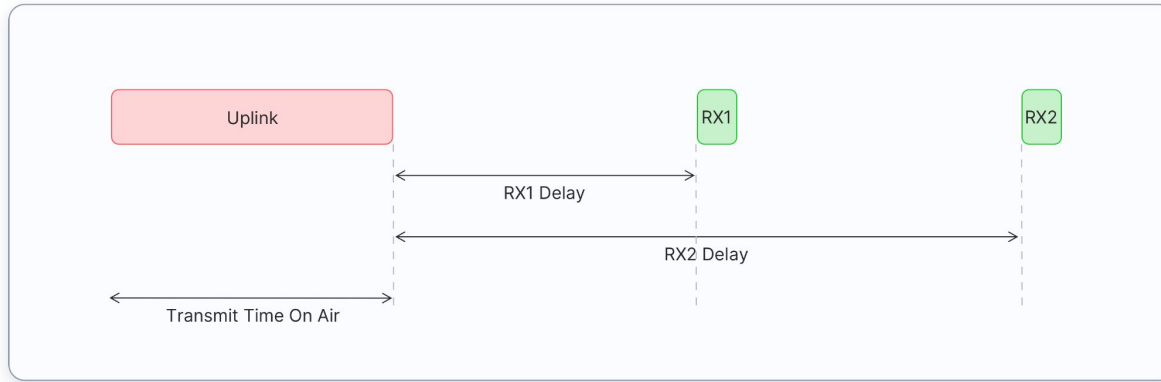 Uplink
RX1
RX2
RX1 Delay
RX2 Delay
Transmit Time On Air